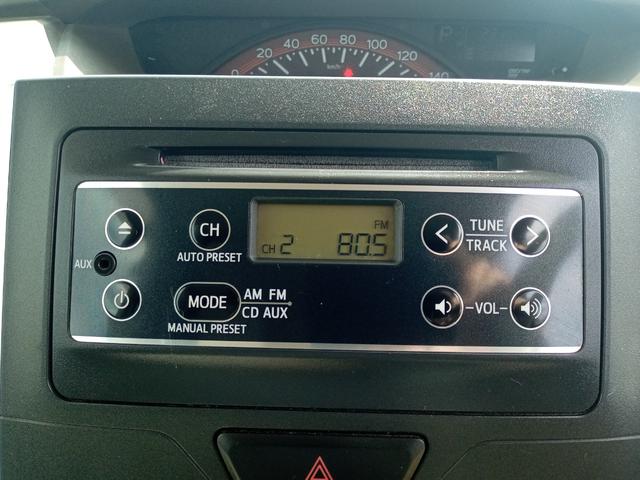 0 20 40 60 80 100 120 140
km/h
CH
AUTO PRESET
FM
CH 2 80.5
TUNE
TRACK
AUX
MODE
AM FM
CD AUX
MANUAL PRESET
VOL